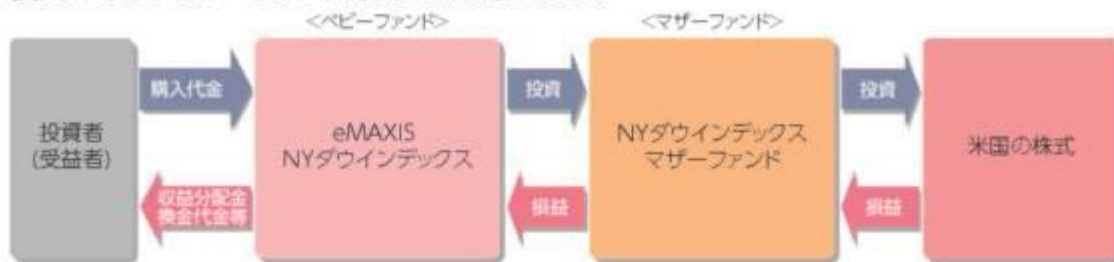 <ベビーファンド>
<マザーファンド>
購入代金
投資
投資
投資者
(受益者)
eMAXIS
NYダウインデックス
NYダウインデックス
マザーファンド
米国の株式
収益分配金
換金代金等
損益
損益